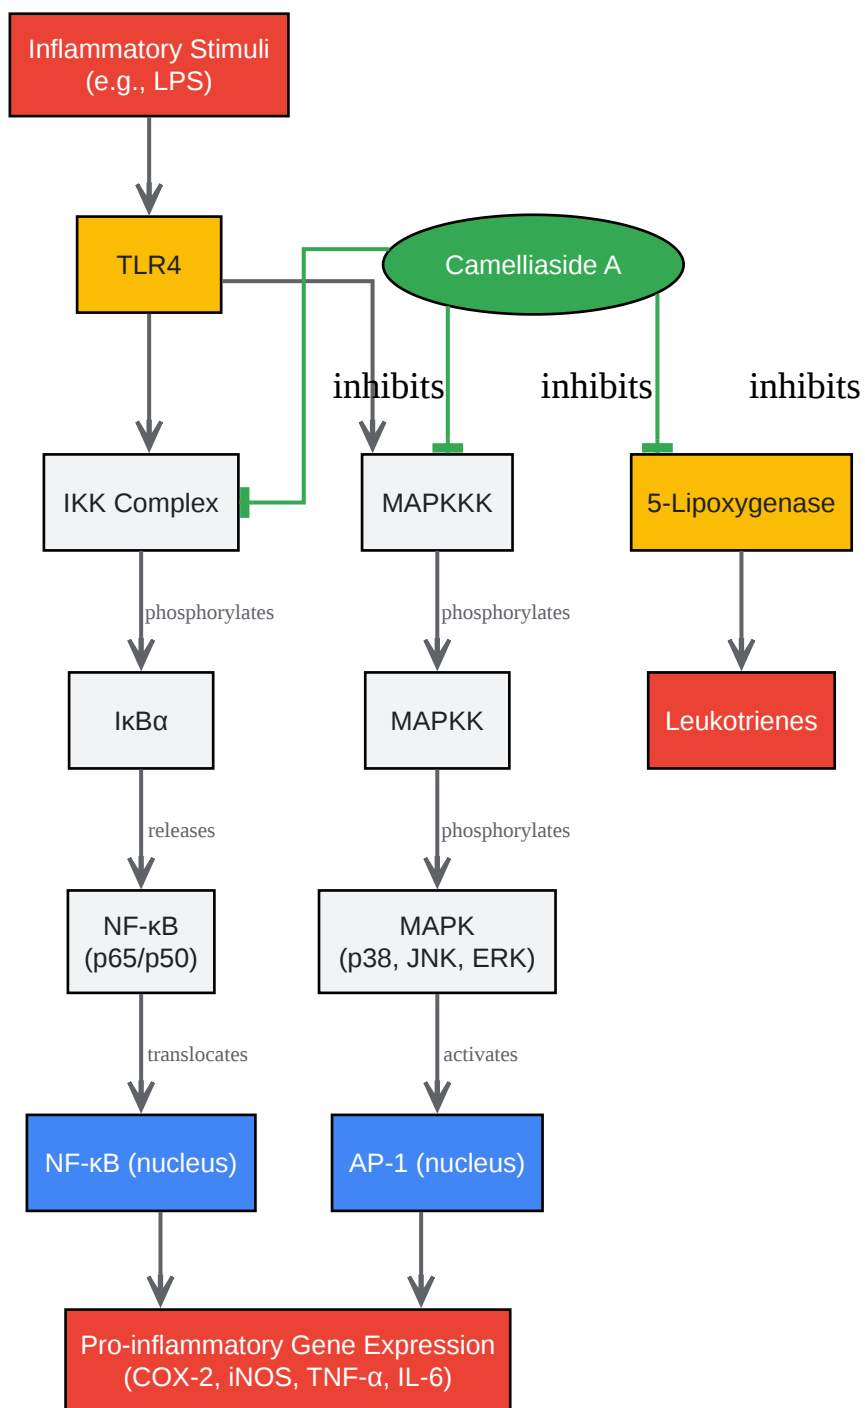 Inflammatory Stimuli
(e.g., LPS)
TLR4
Camelliaside A
inhibits
inhibits
inhibits
IKK Complex
MAPKKK
5-Lipoxygenase
phosphorylates
phosphorylates
IκBα
MAPKK
Leukotrienes
releases
phosphorylates
NF-κB
(p65/p50)
MAPK
(p38, JNK, ERK)
translocates
activates
NF-κB (nucleus)
AP-1 (nucleus)
Pro-inflammatory Gene Expression
(COX-2, iNOS, TNF-α, IL-6)